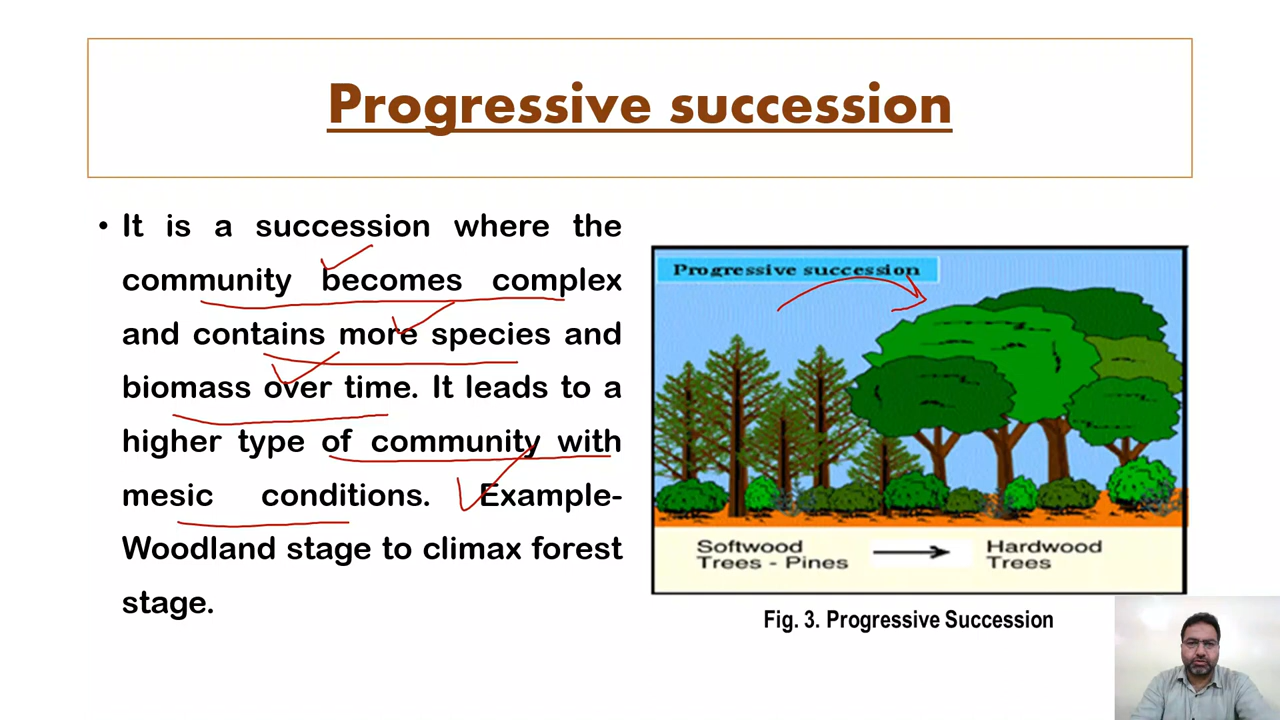 Progressive succession
• It is a succession where the
community becomes complex
and contains more species and
biomass over time. It leads to a
higher type of community with
mesic conditions. Example-
Woodland stage to climax forest
stage.
Progressive succession
Softwood
Trees - Pines
Hardwood
Trees
Fig. 3. Progressive Succession